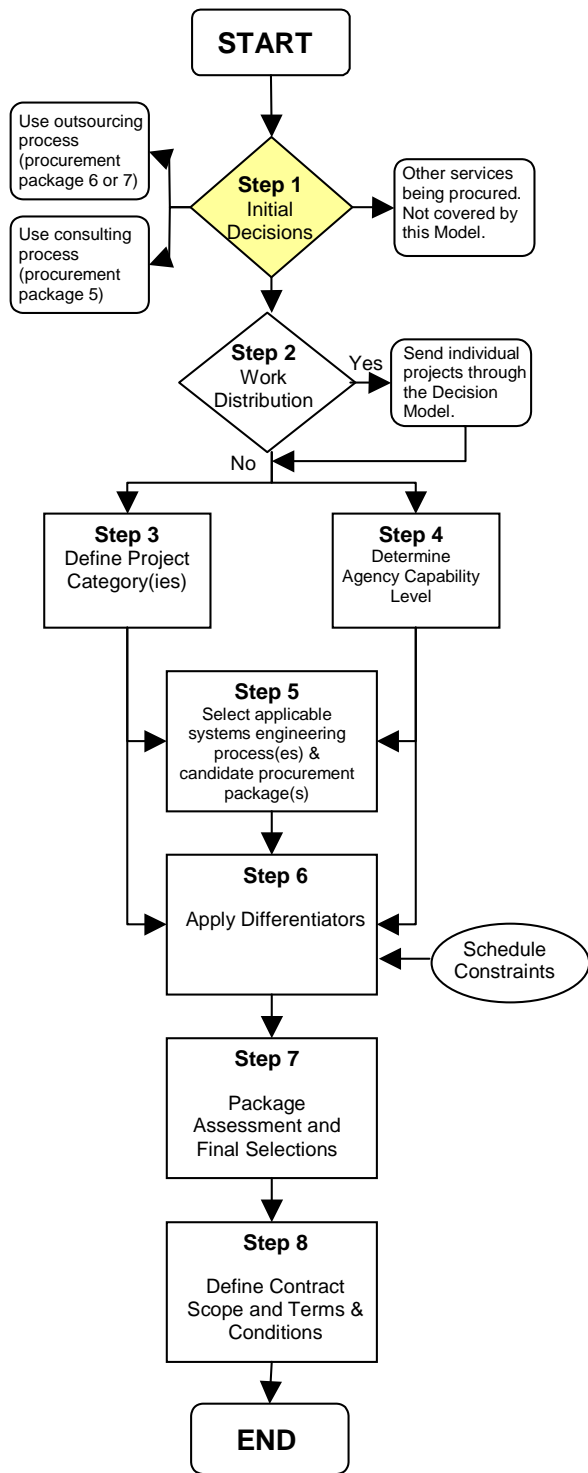 START
Use outsourcing
process
(procurement
package 6 or 7)
Step 1
Initial
Decisions
Other services
being procured.
Not covered by
this Model.
Use consulting
process
(procurement
package 5)
Step 2
Work
Distribution
Yes
Send individual
projects through
the Decision
Model.
No
Step 3
Define Project
Category(ies)
Step 4
Determine
Agency Capability
Level
Step 5
Select applicable
systems engineering
process(es) &
candidate procurement
package(s)
Step 6
Apply Differentiators
Schedule
Constraints
Step 7
Package
Assessment and
Final Selections
Step 8
Define Contract
Scope and Terms &
Conditions
END